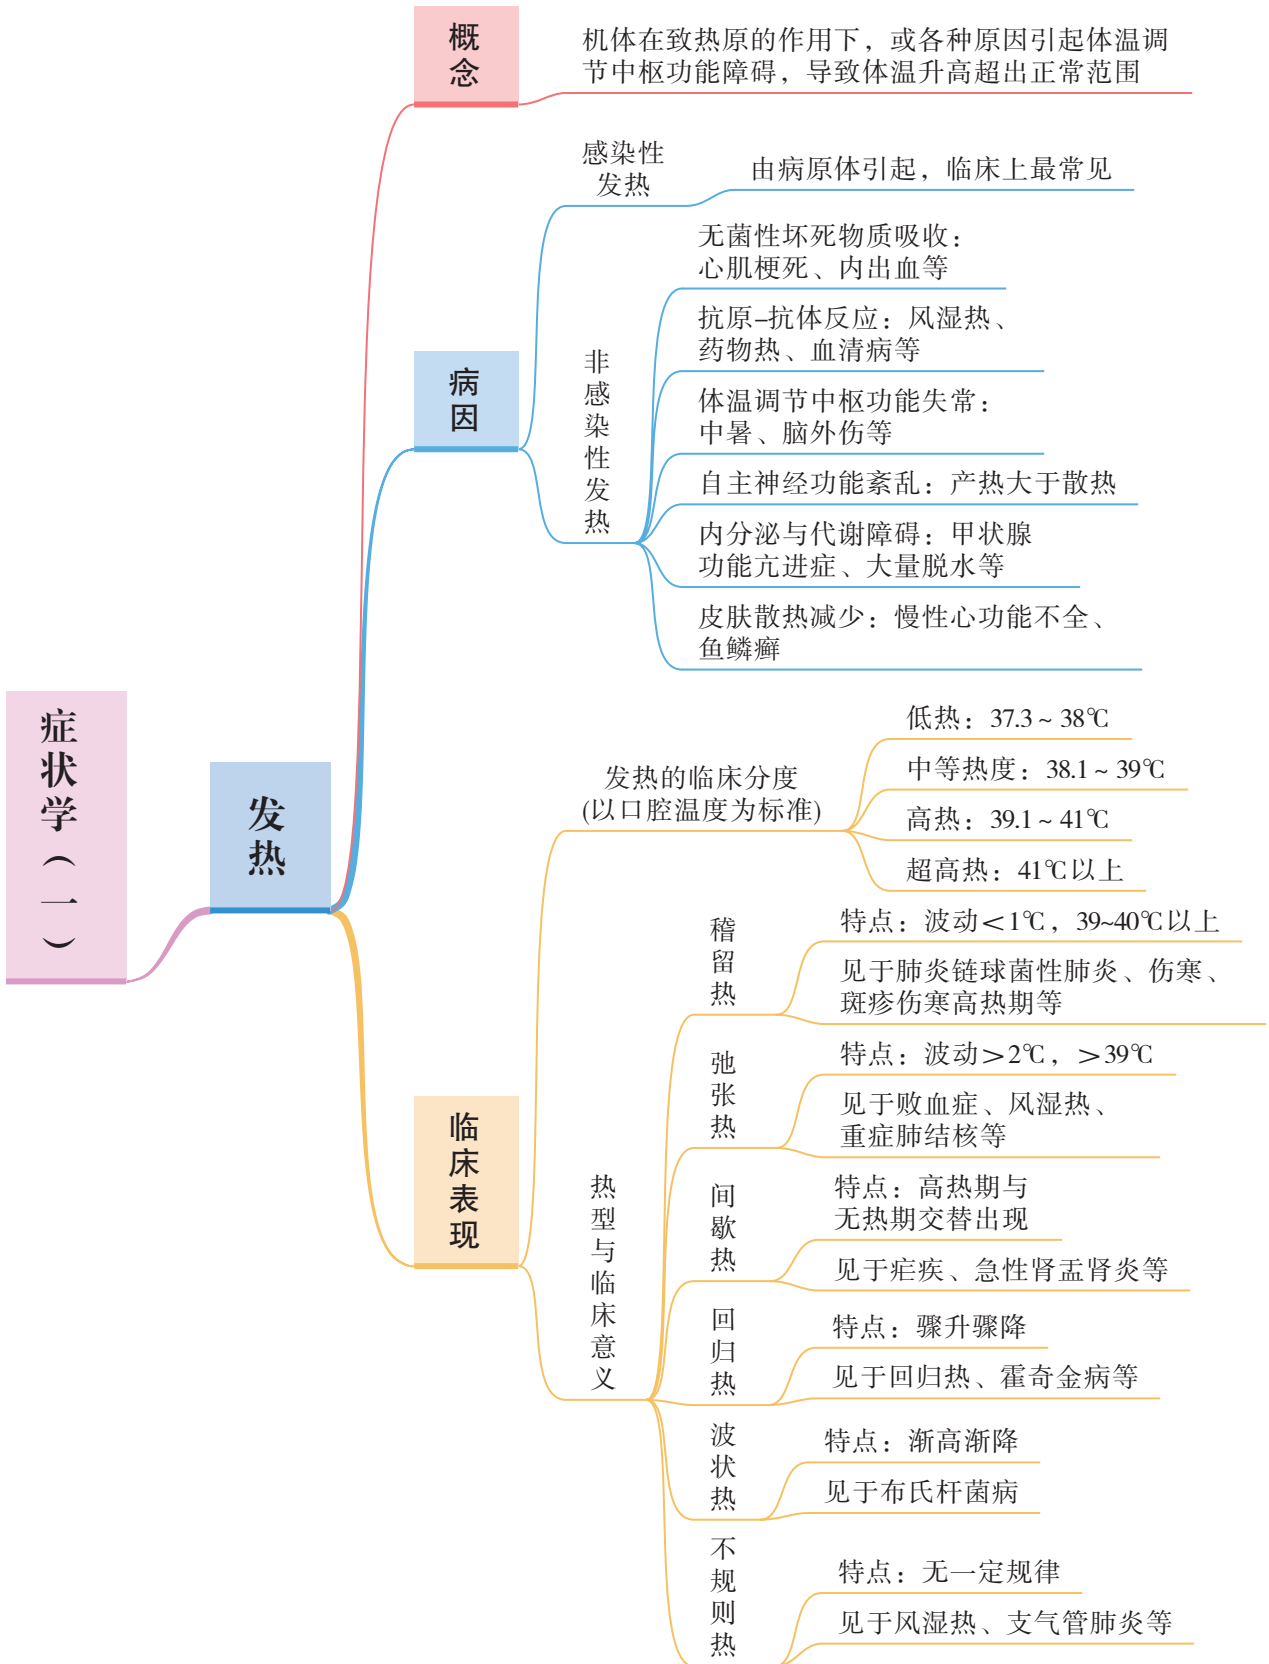 症状学（一）
发热
概念
机体在致热原的作用下，或各种原因引起体温调
节中枢功能障碍，导致体温升高超出正常范围
病因
感染性
发热
由病原体引起，临床上最常见
非感染性发热
无菌性坏死物质吸收：
心肌梗死、内出血等
抗原–抗体反应：风湿热、
药物热、血清病等
体温调节中枢功能失常：
中暑、脑外伤等
自主神经功能紊乱：产热大于散热
内分泌与代谢障碍：甲状腺
功能亢进症、大量脱水等
皮肤散热减少：慢性心功能不全、
鱼鳞癣
临床表现
发热的临床分度
(以口腔温度为标准)
低热：37.3 ~ 38℃
中等热度：38.1 ~ 39℃
高热：39.1 ~ 41℃
超高热：41℃以上
热型与临床意义
稽留热
特点：波动＜1℃，39~40℃以上
见于肺炎链球菌性肺炎、伤寒、
斑疹伤寒高热期等
弛张热
特点：波动＞2℃，＞39℃
见于败血症、风湿热、
重症肺结核等
间歇热
特点：高热期与
无热期交替出现
见于疟疾、急性肾盂肾炎等
回归热
特点：骤升骤降
见于回归热、霍奇金病等
波状热
特点：渐高渐降
见于布氏杆菌病
不规则热
特点：无一定规律
见于风湿热、支气管肺炎等